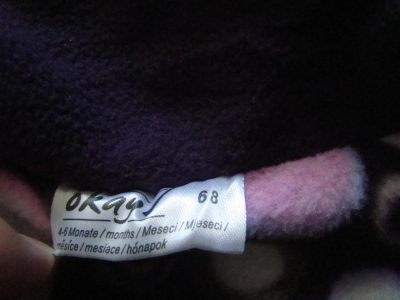 okay!
68
4-6 Monate / months / Meseci / Mjeseci /
měsíce / mesiace / hónapok